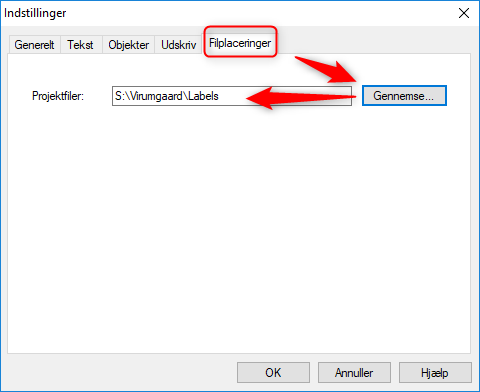 Indstillinger
Generelt Tekst Objekter Udskriv Filplaceringer
Projektfiler: S:\Virumgaard\Labels Gennemse...
OK Annuller Hjælp